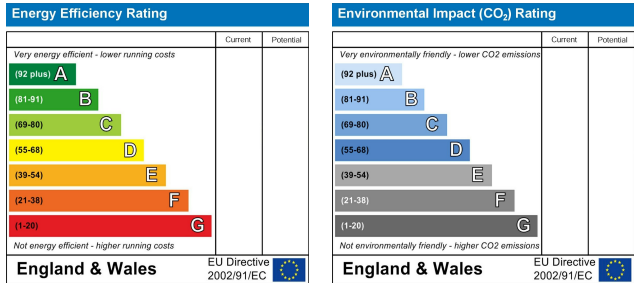 Energy Efficiency Rating
Current Potential
Very energy efficient - lower running costs
(92 plus) A
(81-91) B
(69-80) C
(55-68) D
(39-54) E
(21-38) F
(1-20) G
Not energy efficient - higher running costs
England & Wales
EU Directive
2002/91/EC
Environmental Impact (CO₂) Rating
Current Potential
Very environmentally friendly - lower CO2 emissions
(92 plus) A
(81-91) B
(69-80) C
(55-68) D
(39-54) E
(21-38) F
(1-20) G
Not environmentally friendly - higher CO2 emissions
England & Wales
EU Directive
2002/91/EC